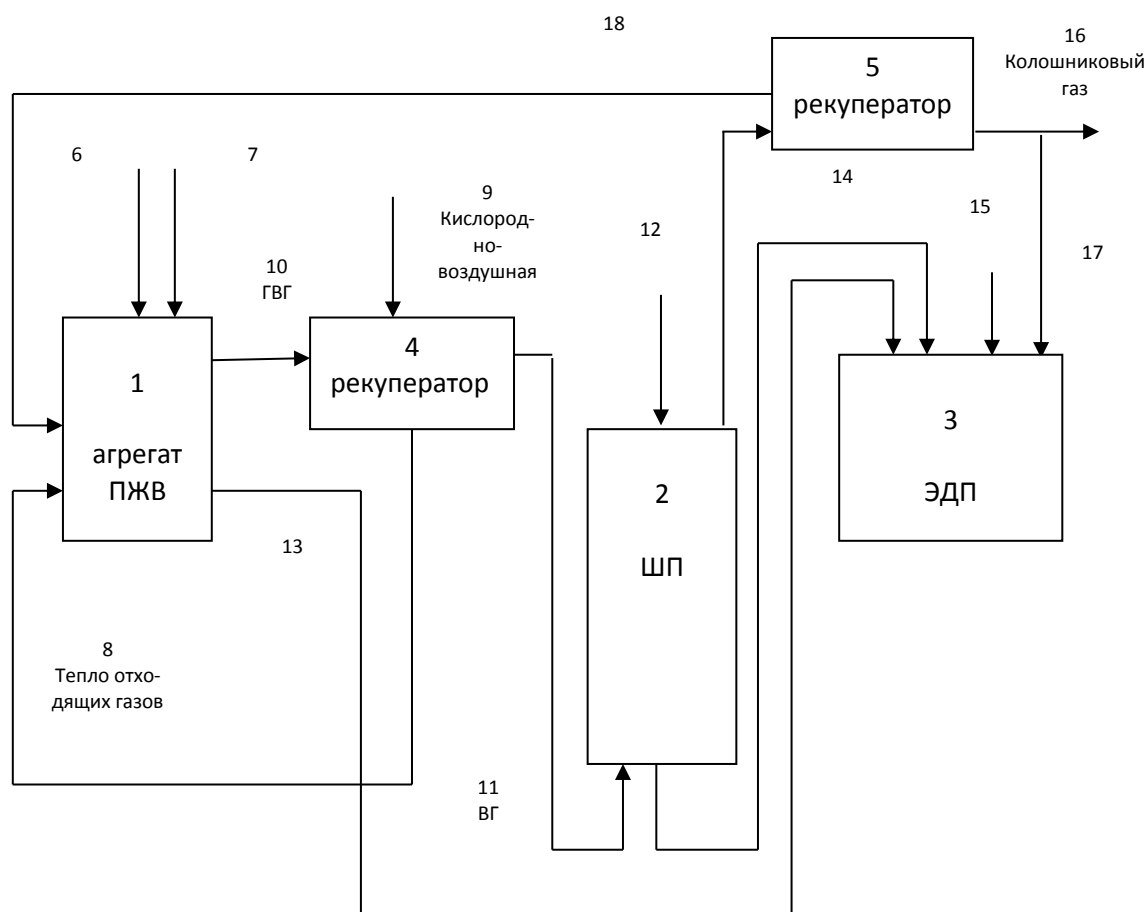 18
16
Колошниковый
газ
5
рекуператор
6
7
14
9
Кислород-
но-
воздушная
15
12
17
10
ГВГ
1
агрегат
ПЖВ
4
рекуператор
3
ЭДП
2
ШП
13
8
Тепло отхо-
дящих газов
11
ВГ